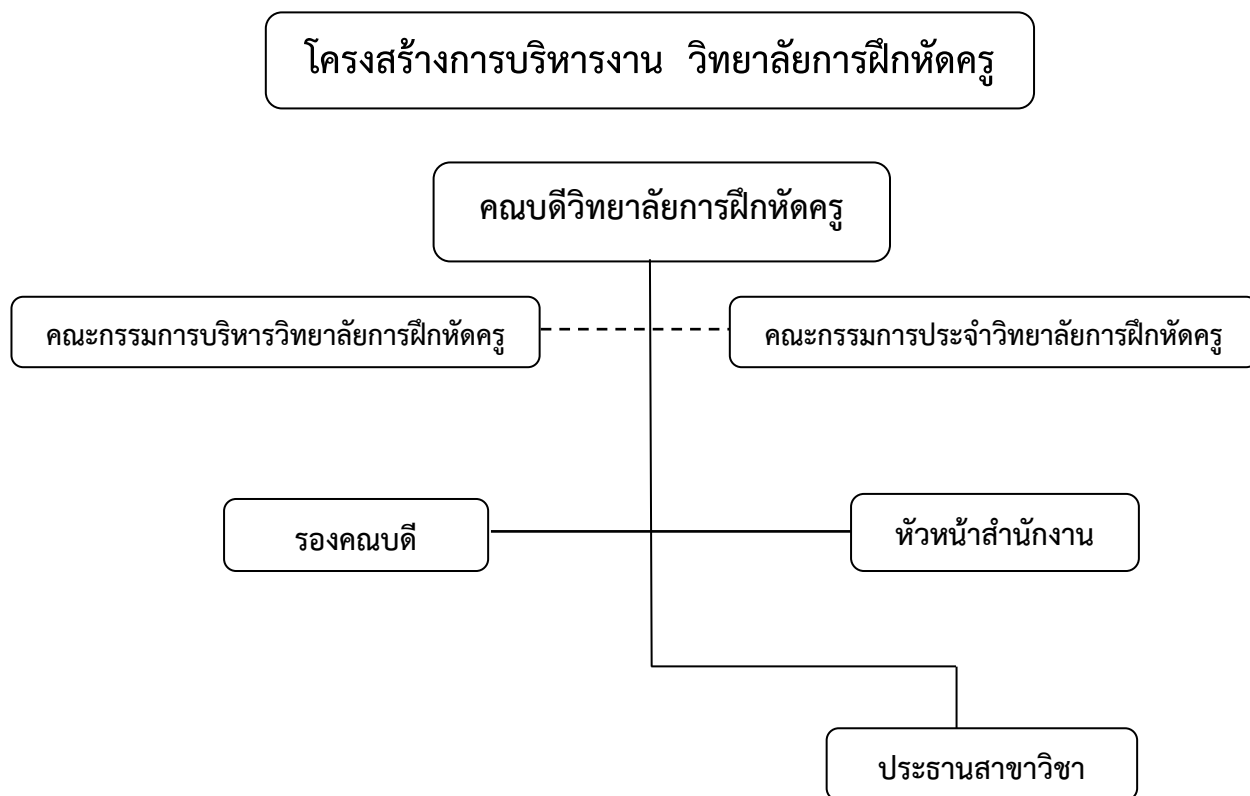 โครงสร้างการบริหารงาน วิทยาลัยการฝึกหัดครู
คณบดีวิทยาลัยการฝึกหัดครู
คณะกรรมการบริหารวิทยาลัยการฝึกหัดครู
คณะกรรมการประจำวิทยาลัยการฝึกหัดครู
รองคณบดี
หัวหน้าสำนักงาน
ประธานสาขาวิชา